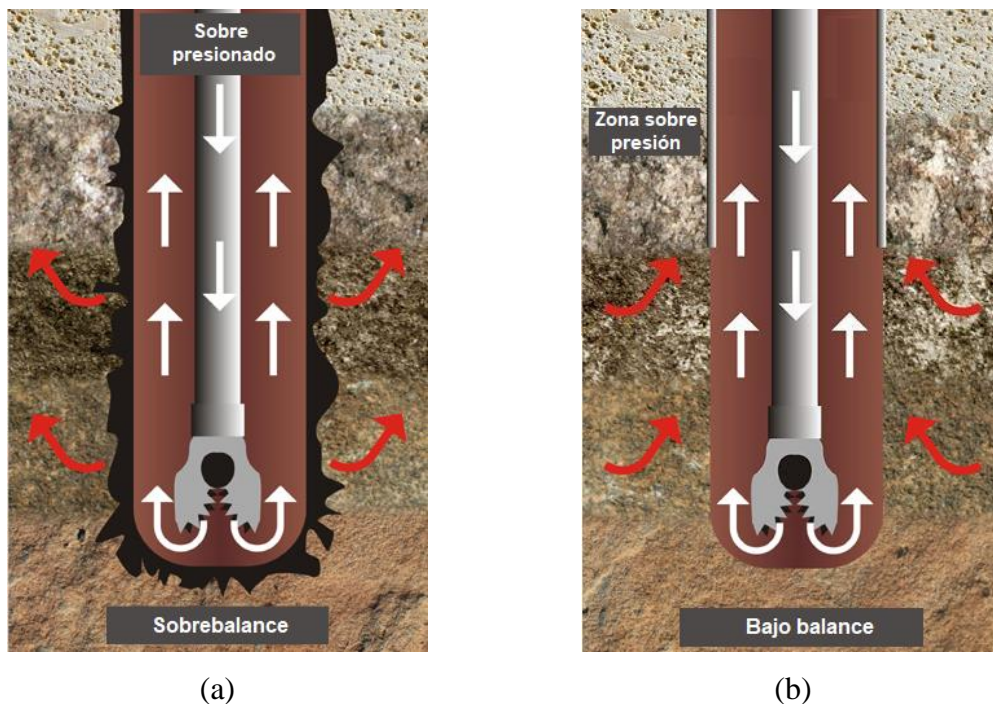 Sobre
presionado
Zona sobre
presión
Sobrebalance
Bajo balance
(a)
(b)